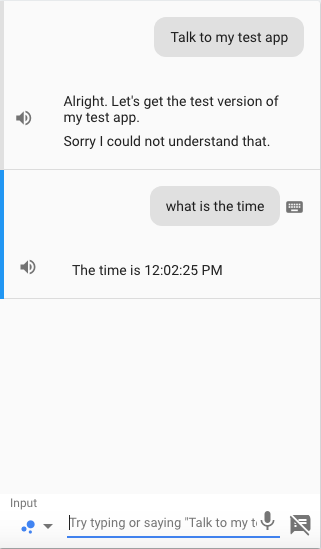 Talk to my test app
Alright. Let's get the test version of
my test app.
Sorry I could not understand that.
what is the time
The time is 12:02:25 PM
Input
Try typing or saying "Talk to my t